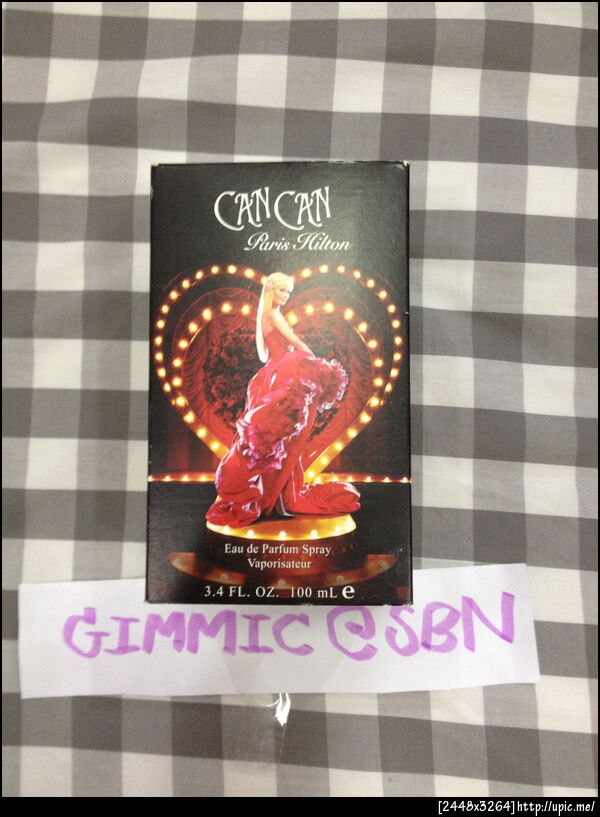 CAN CAN
Paris Hilton
Eau de Parfum Spray
Vaporisateur
3.4 FL. OZ. 100 mL e
GIMMIC@SBN
[2448x3264]http://upic.me/